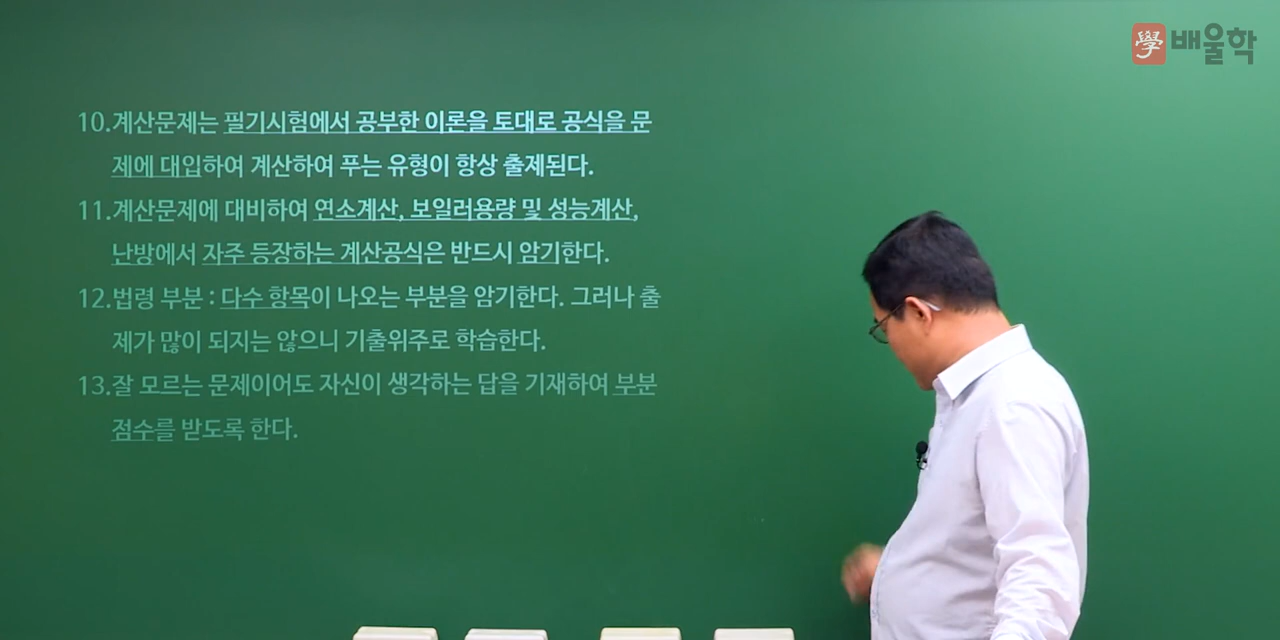 學 배울학
10.계산문제는 필기시험에서 공부한 이론을 토대로 공식을 문
제에 대입하여 계산하여 푸는 유형이 항상 출제된다.
11.계산문제에 대비하여 연소계산, 보일러용량 및 성능계산,
난방에서 자주 등장하는 계산공식은 반드시 암기한다.
12.법령 부분 : 다수 항목이 나오는 부분을 암기한다. 그러나 출
제가 많이 되지는 않으니 기출위주로 학습한다.
13.잘 모르는 문제이어도 자신이 생각하는 답을 기재하여 부분
점수를 받도록 한다.